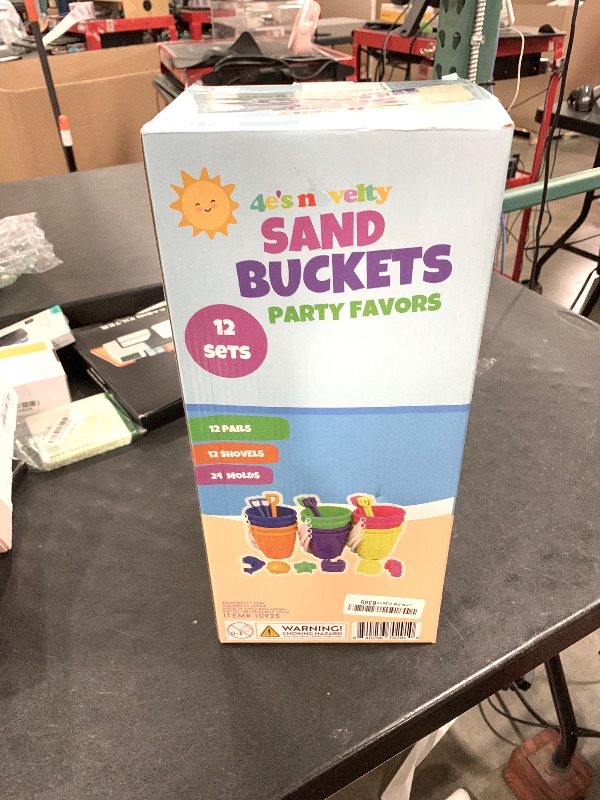 4e's novelty
SAND
BUCKETS
PARTY FAVORS
12
SETS
12 PAILS
12 SHOVELS
24 MOLDS
ITEM# 10925
WARNING!
CHOKING HAZARD